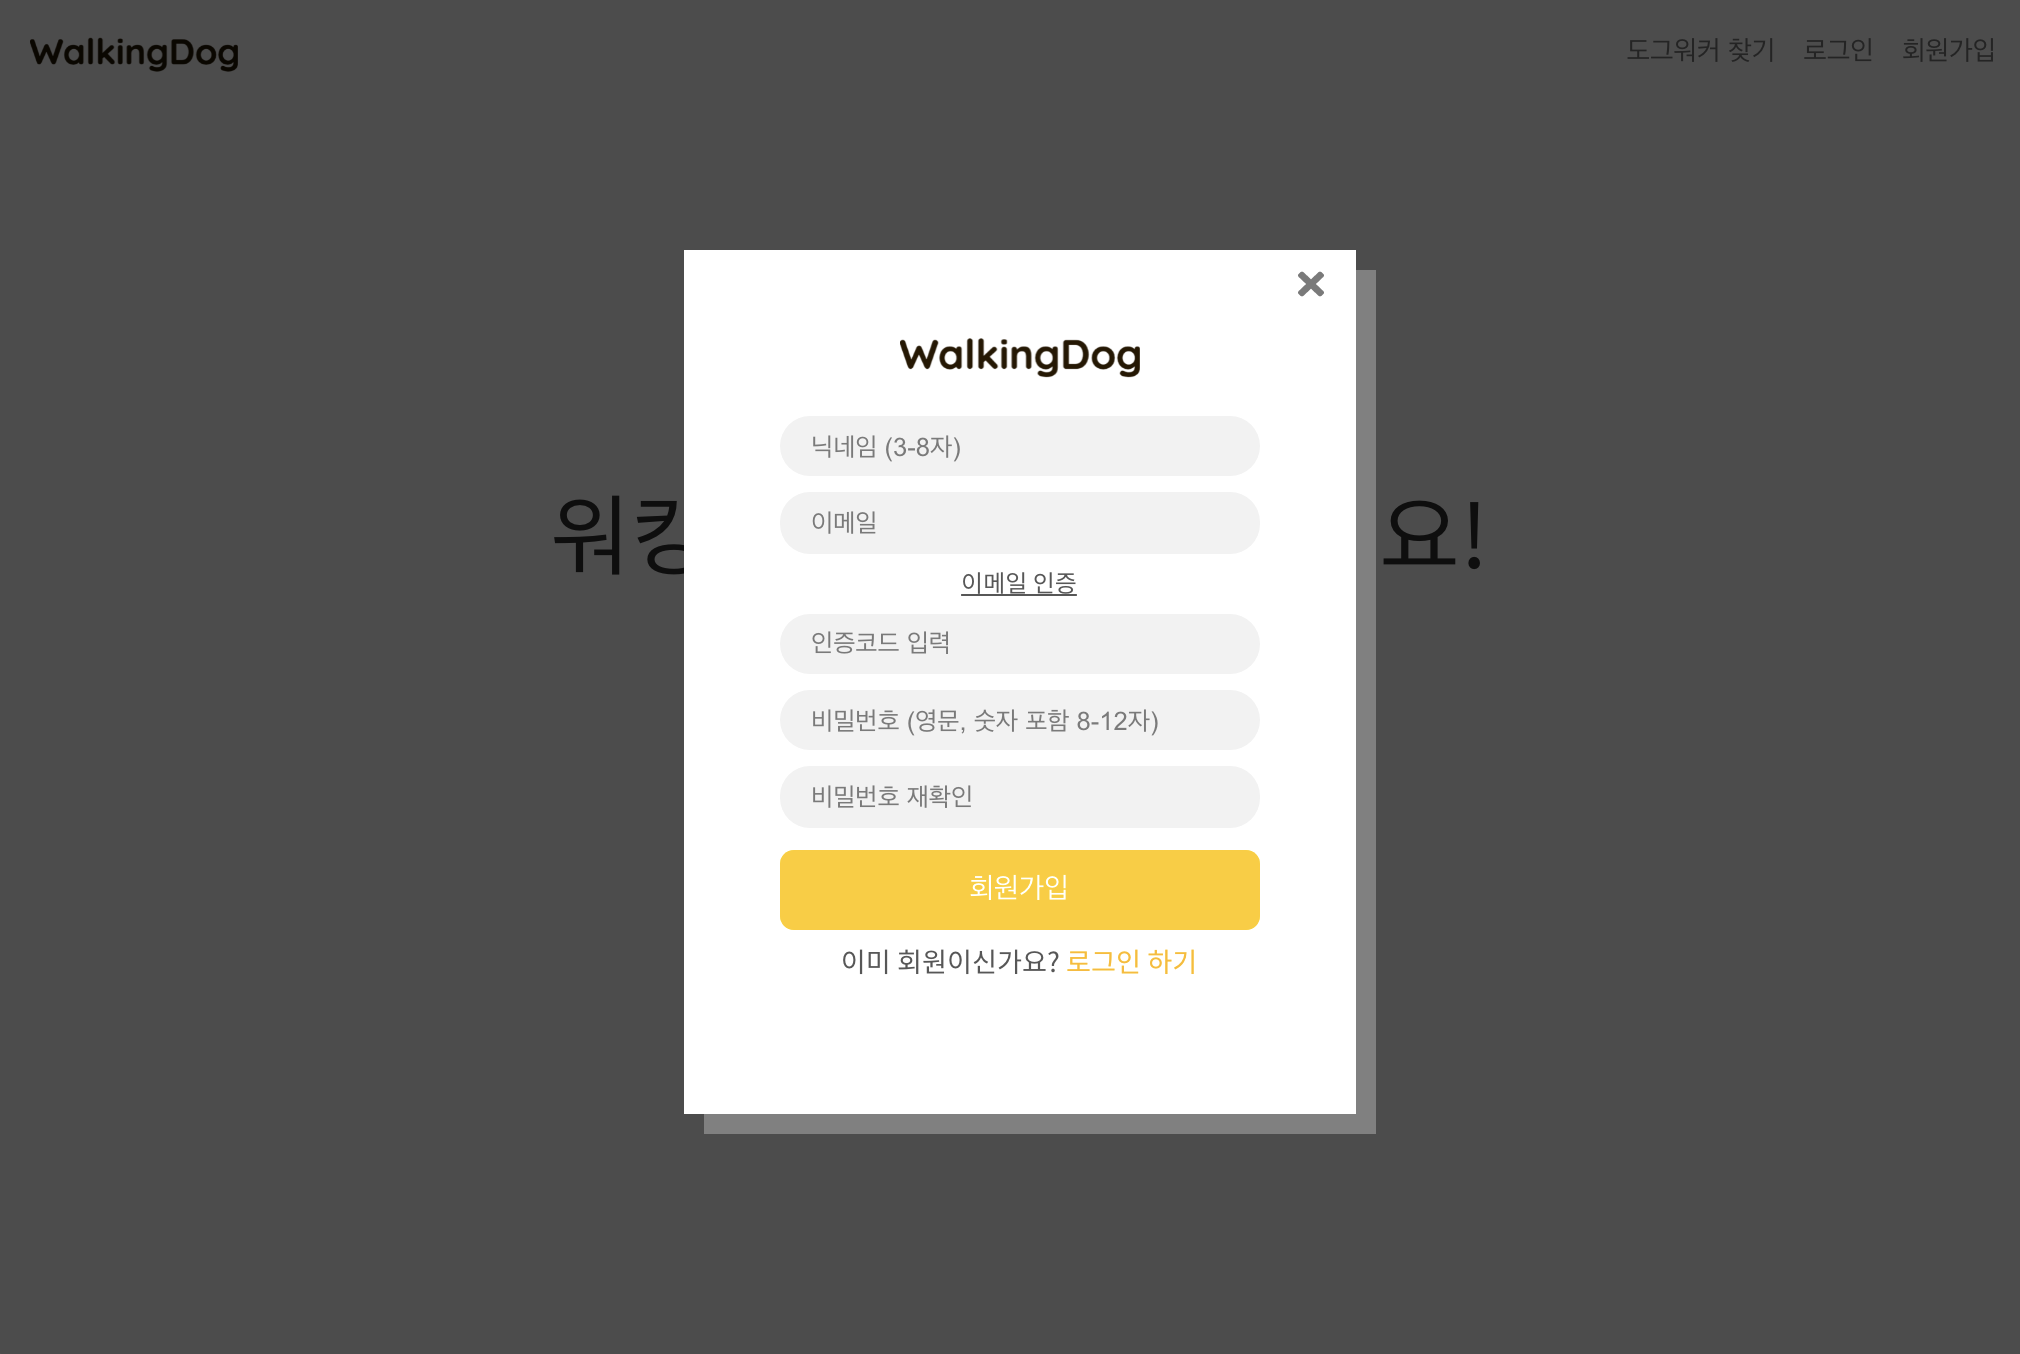 WalkingDog
도그워커 찾기 로그인 회원가입
WalkingDog
닉네임 (3-8자)
이메일
워킹
요!
이메일 인증
인증코드 입력
비밀번호 (영문, 숫자 포함 8-12자)
비밀번호 재확인
회원가입
이미 회원이신가요? 로그인 하기